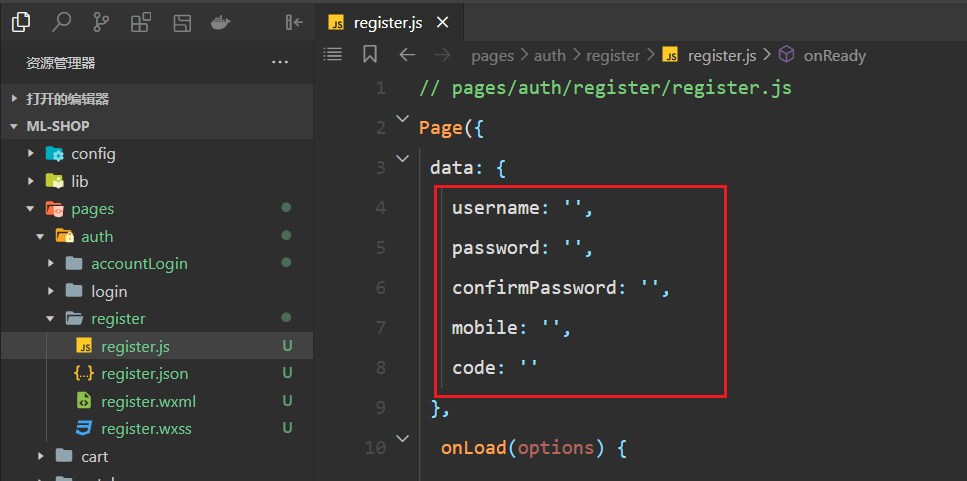 register.js
资源管理器
pages > auth > register > register.js > onReady
打开的编辑器
ML-SHOP
config
lib
pages
auth
accountLogin
login
register
register.js U
register.json U
register.wxml U
register.wxss U
cart
1 // pages/auth/register/register.js
2 Page({
3 data: {
4 username: '',
5 password: '',
6 confirmPassword: '',
7 mobile: '',
8 code: ''
9 },
10 onLoad(options) {